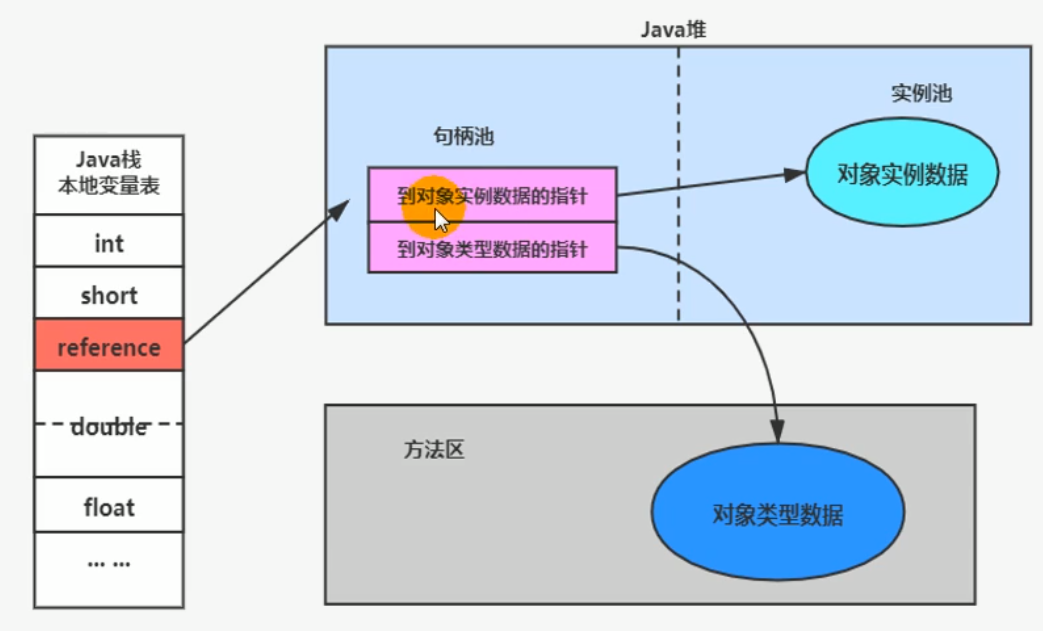 Java堆
实例池
句柄池
Java栈
本地变量表
到对象实例数据的指针
对象实例数据
int
到对象类型数据的指针
short
reference
double
方法区
float
对象类型数据
... ...